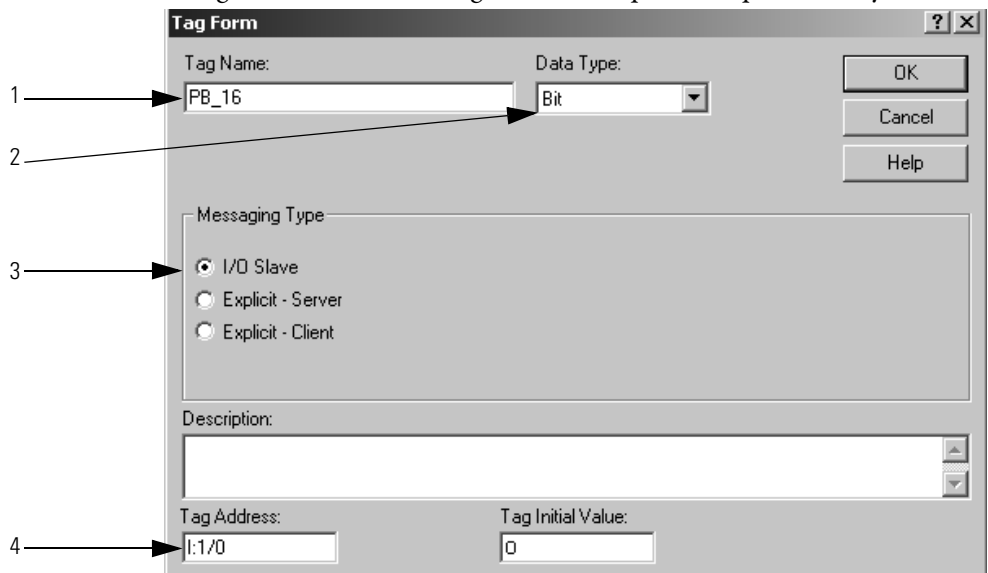 Tag Form
? ×
Tag Name:
Data Type:
OK
1
PB_16
Bit
Cancel
2
Help
Messaging Type
3
I/O Slave
Explicit - Server
Explicit - Client
Description:
Tag Address:
Tag Initial Value:
4
I:1/0
0